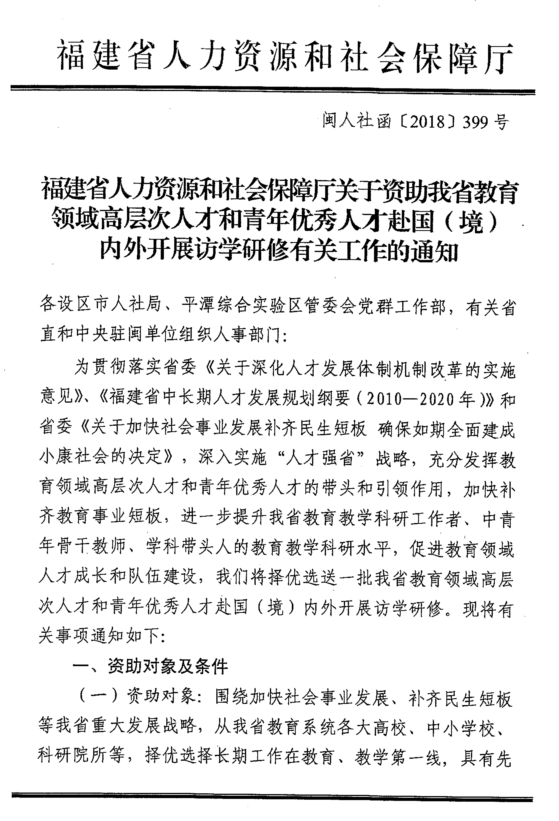 福建省人力资源和社会保障厅
闽人社函〔2018〕399号
福建省人力资源和社会保障厅关于资助我省教育
领域高层次人才和青年优秀人才赴国（境）
内外开展访学研修有关工作的通知
各设区市人社局、平潭综合实验区管委会党群工作部，有关省
直和中央驻闽单位组织人事部门：
为贯彻落实省委《关于深化人才发展体制机制改革的实施
意见》、《福建省中长期人才发展规划纲要（2010—2020年）》和
省委《关于加快社会事业发展补齐民生短板 确保如期全面建成
小康社会的决定》，深入实施“人才强省”战略，充分发挥教
育领域高层次人才和青年优秀人才的带头和引领作用，加快补
齐教育事业短板，进一步提升我省教育教学科研工作者、中青
年骨干教师、学科带头人的教育教学科研水平，促进教育领域
人才成长和队伍建设，我们将择优选送一批我省教育领域高层
次人才和青年优秀人才赴国（境）内外开展访学研修。现将有
关事项通知如下：
一、资助对象及条件
（一）资助对象：围绕加快社会事业发展、补齐民生短板
等我省重大发展战略，从我省教育系统各大高校、中小学校、
科研院所等，择优选择长期工作在教育、教学第一线，具有先